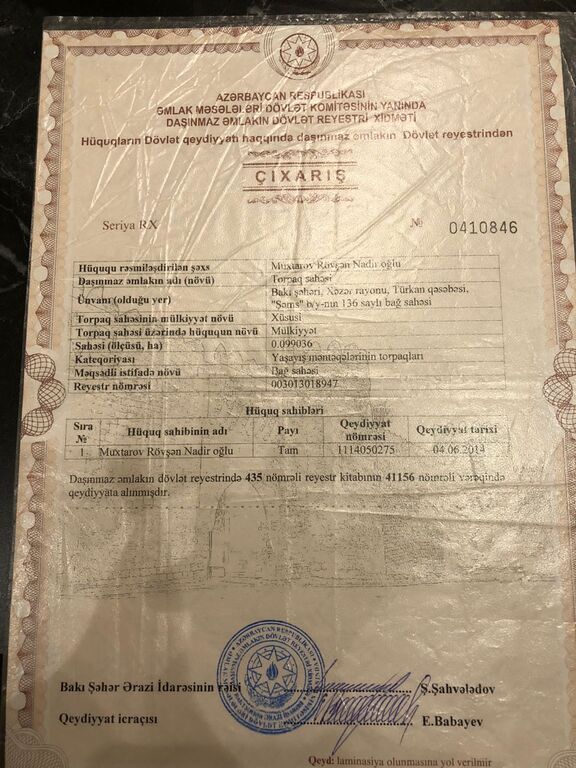 AZƏRBAYCAN RESPUBLİKASI
ƏMLAK MƏSƏLƏLƏRİ DÖVLƏT KOMİTƏSİNİN YANINDA
DAŞINMAZ ƏMLAKIN DÖVLƏT REYESTRİ XİDMƏTİ
Hüquqların Dövlət qeydiyyatı haqqında daşınmaz əmlakın Dövlət reyestrindən
ÇIXARIŞ
Seriya RX № 0410846
Hüququ rəsmiləşdirilən şəxs Muxtarov Rövşən Nadir oğlu
Daşınmaz əmlakın adı (növü) Torpaq sahəsi
Ünvanı (olduğu yer) Bakı şəhəri, Xəzər rayonu, Türkan qəsəbəsi,
"Şəms" b/y-nun 136 saylı bağ sahəsi
Torpaq sahəsinin mülkiyyət növü Xüsusi
Torpaq sahəsi üzərində hüququn növü Mülkiyyət
Sahəsi (ölçüsü, ha) 0.099036
Kateqoriyası Yaşayış məntəqələrinin torpaqları
Məqsədli istifadə növü Bağ sahəsi
Reyestr nömrəsi 003013018947
Hüquq sahibləri
Sıra № Hüquq sahibinin adı Payı Qeydiyyat nömrəsi Qeydiyyat tarixi
1 Muxtarov Rövşən Nadir oğlu Tam 1114050275 04.06.2014
Daşınmaz əmlakın dövlət reyestrində 435 nömrəli reyestr kitabının 41156 nömrəli vərəqində
qeydiyyata alınmışdır.
Bakı Şəhər Ərazi İdarəsinin rəisi Ş.Şahvələdov
Qeydiyyat icraçısı E.Babayev
Qeyd: laminasiya olunmasına yol verilmir